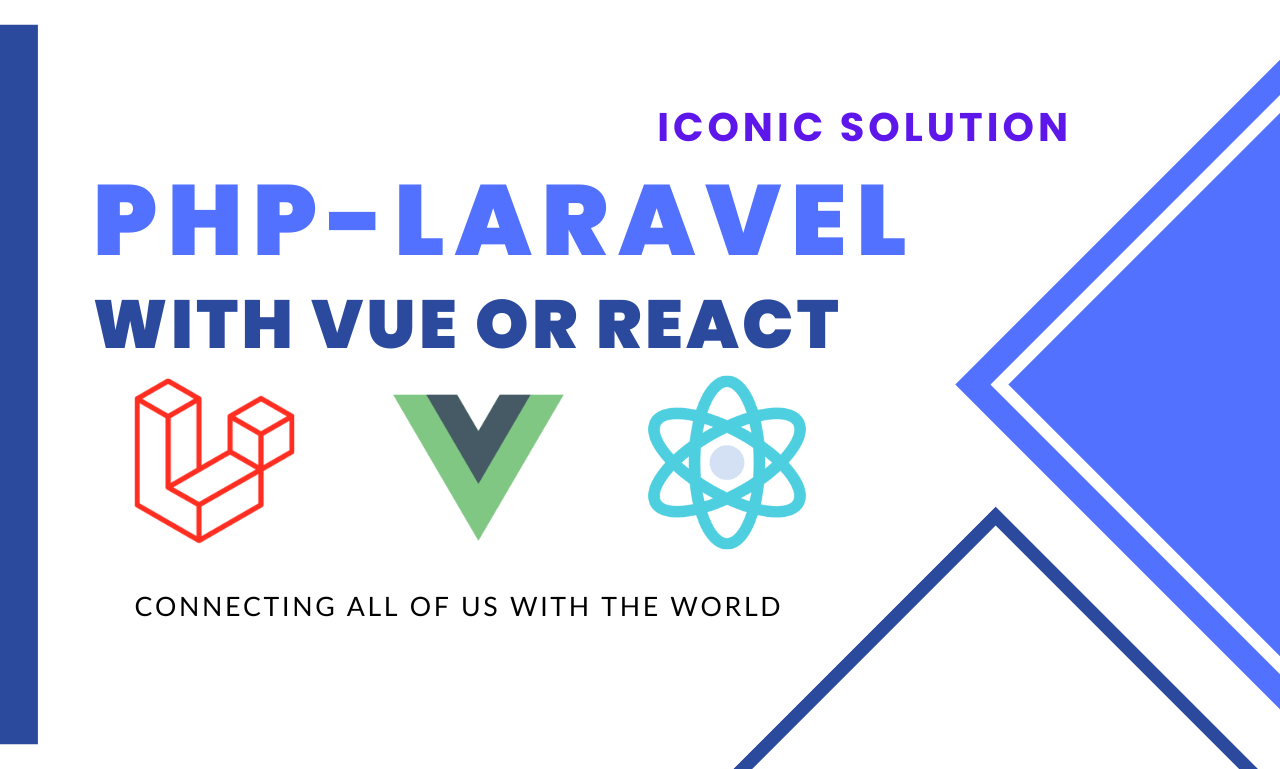 ICONIC SOLUTION
PHP-LARAVEL
WITH VUE OR REACT
CONNECTING ALL OF US WITH THE WORLD